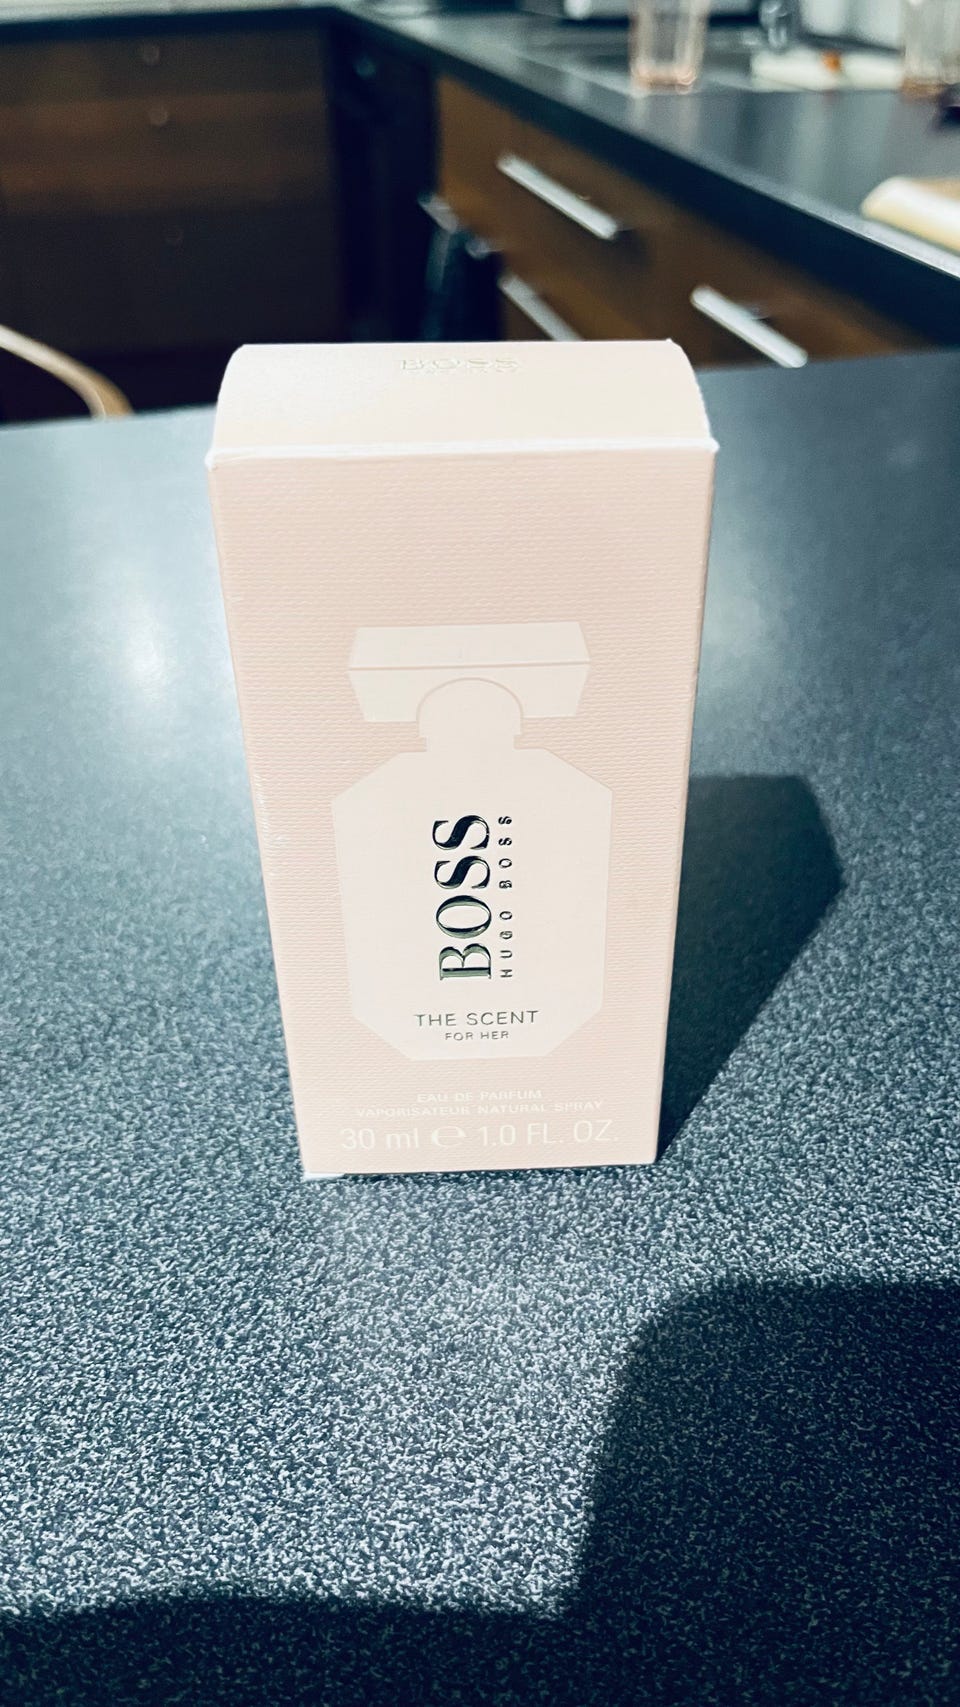 BOSS
BOSS
HUGO BOSS
THE SCENT
FOR HER
EAU DE PARFUM
VAPORISATEUR NATURAL SPRAY
30 ml ℮ 1.0 FL. OZ.